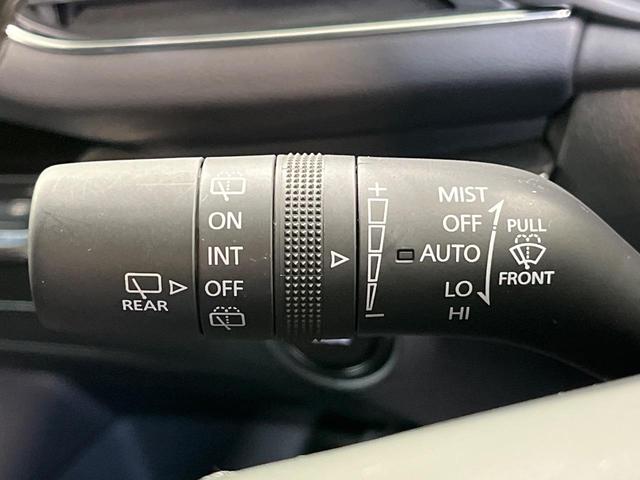 REAR
ON
INT
OFF
+
-
MIST
OFF
AUTO
LO
HI
PULL
FRONT